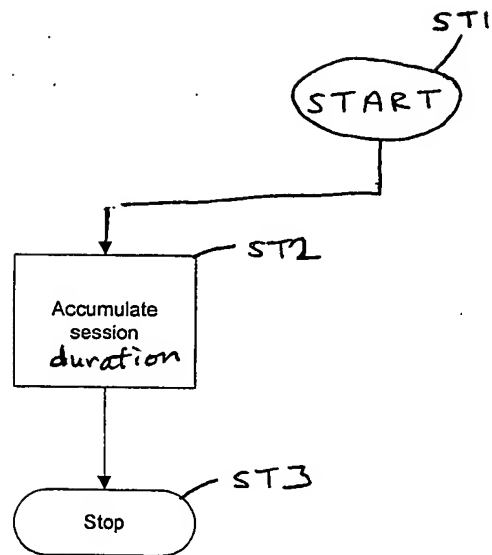 ST1
START
ST2
Accumulate
session
duration
ST3
Stop